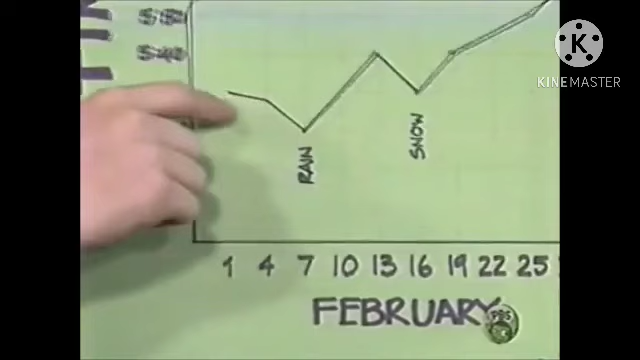 $40
RAIN
SNOW
1 4 7 10 13 16 19 22 25
FEBRUARY
PBS
KINEMASTER